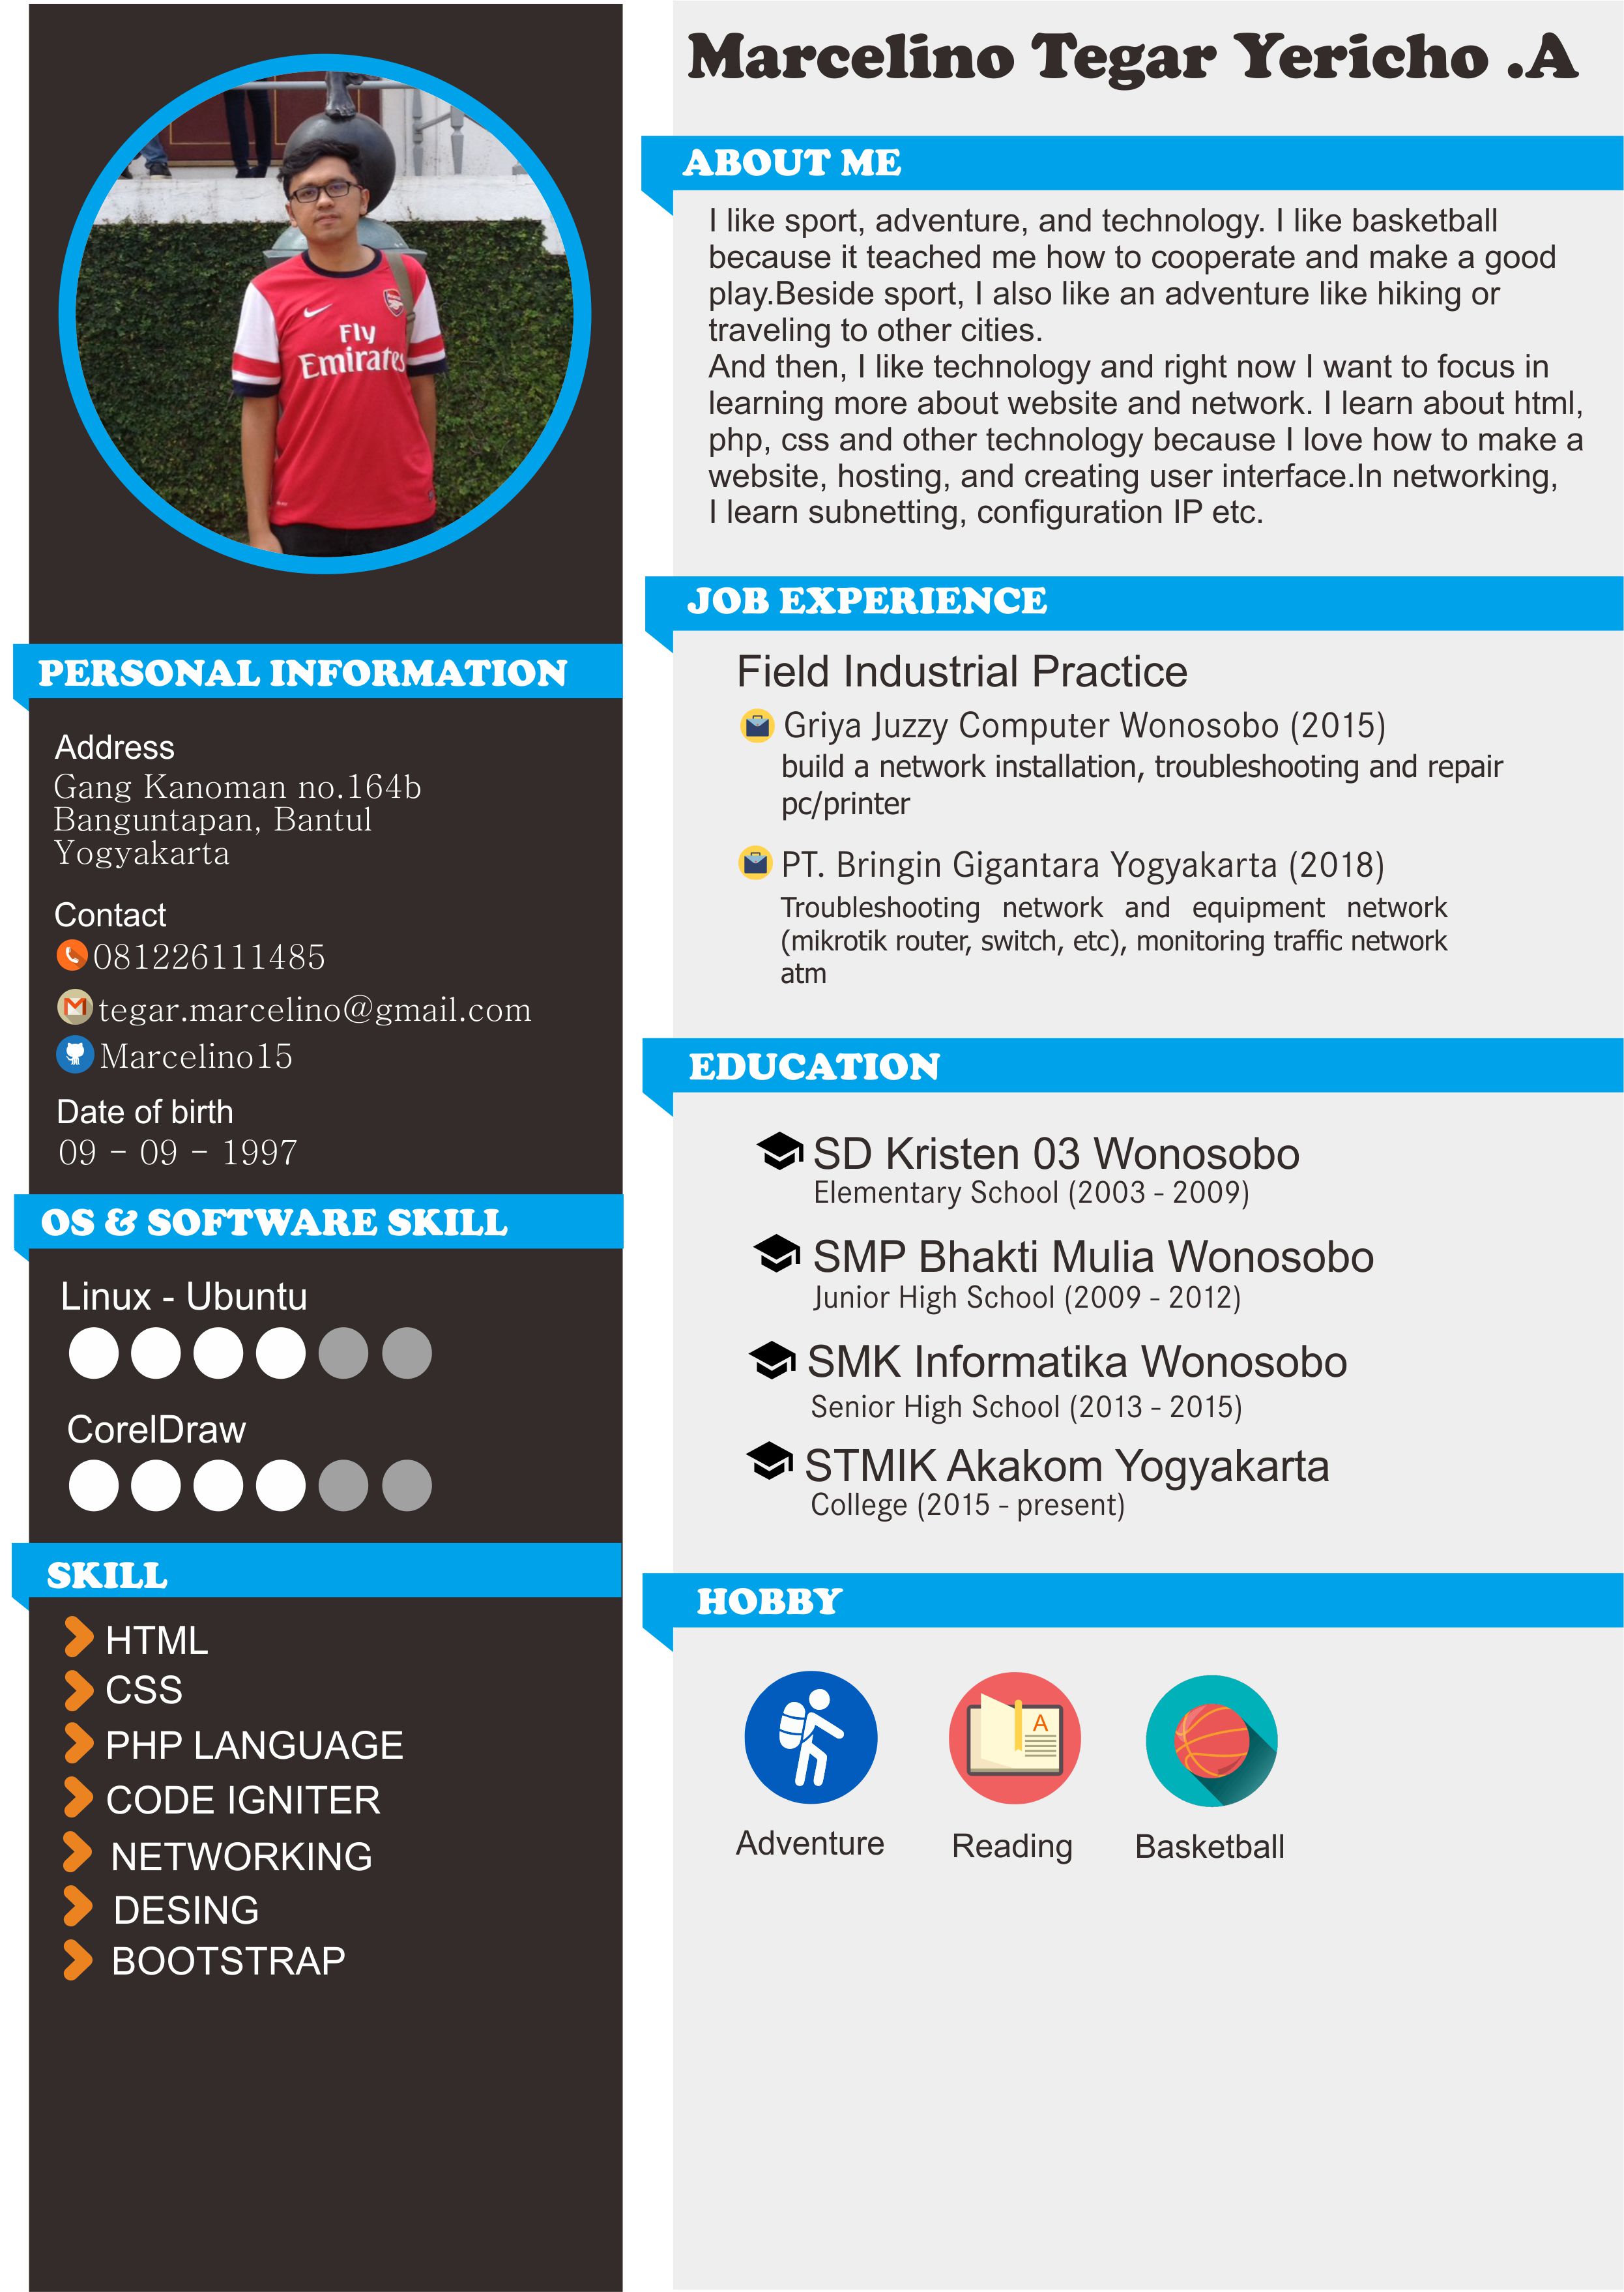 Marcelino Tegar Yericho .A
Fly
Emirates
PERSONAL INFORMATION
Address
Gang Kanoman no.164b
Banguntapan, Bantul
Yogyakarta
Contact
081226111485
tegar.marcelino@gmail.com
Marcelino15
Date of birth
09 - 09 - 1997
OS & SOFTWARE SKILL
Linux - Ubuntu
CorelDraw
SKILL
HTML
CSS
PHP LANGUAGE
CODE IGNITER
NETWORKING
DESING
BOOTSTRAP
ABOUT ME
I like sport, adventure, and technology. I like basketball
because it teached me how to cooperate and make a good
play.Beside sport, I also like an adventure like hiking or
traveling to other cities.
And then, I like technology and right now I want to focus in
learning more about website and network. I learn about html,
php, css and other technology because I love how to make a
website, hosting, and creating user interface.In networking,
I learn subnetting, configuration IP etc.
JOB EXPERIENCE
Field Industrial Practice
Griya Juzzy Computer Wonosobo (2015)
build a network installation, troubleshooting and repair
pc/printer
PT. Bringin Gigantara Yogyakarta (2018)
Troubleshooting network and equipment network
(mikrotik router, switch, etc), monitoring traffic network
atm
EDUCATION
SD Kristen 03 Wonosobo
Elementary School (2003 - 2009)
SMP Bhakti Mulia Wonosobo
Junior High School (2009 - 2012)
SMK Informatika Wonosobo
Senior High School (2013 - 2015)
STMIK Akakom Yogyakarta
College (2015 - present)
HOBBY
A
Adventure
Reading
Basketball